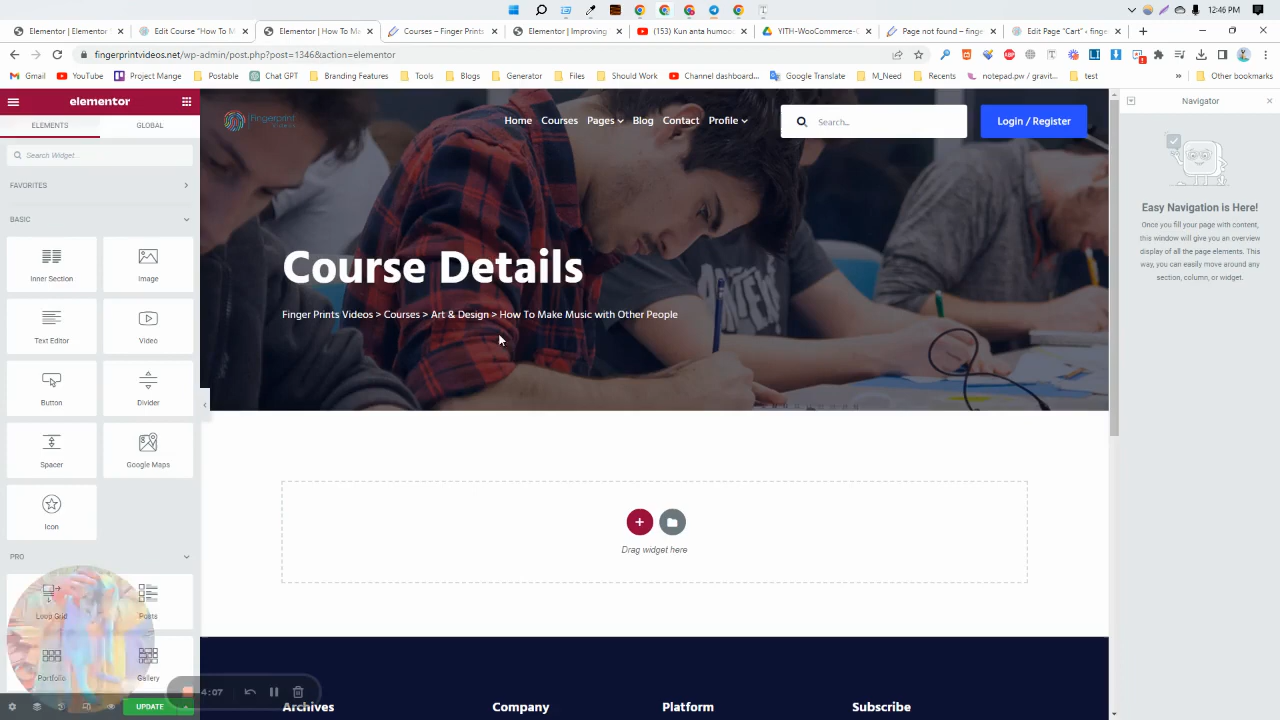 12:46 PM
Elementor | Elementor
Edit Course "How To M
Elementor | How To Me
Courses – Finger Prints
Elementor | Improving
(153) Kun anta humood
YITH-WooCommerce-C
Page not found – finge
Edit Page "Cart" ‹ fing
fingerprintvideos.net/wp-admin/post.php?post=1346&action=elementor
Gmail
YouTube
Project Mange
Postable
Chat GPT
Branding Features
Tools
Blogs
Generator
Files
Should Work
Channel dashboard...
Google Translate
M_Need
Recents
notepad.pw / gravit...
test
Other bookmarks
elementor
ELEMENTS
GLOBAL
Search Widget...
FAVORITES
BASIC
Inner Section
Image
Text Editor
Video
Button
Divider
Spacer
Google Maps
Icon
PRO
Loop Grid
Posts
Portfolio
Gallery
4:07
UPDATE
Fingerprint
Home
Courses
Pages
Blog
Contact
Profile
Search...
Login / Register
Course Details
Finger Prints Videos > Courses > Art & Design > How To Make Music with Other People
Drag widget here
Archives
Company
Platform
Subscribe
Navigator
Easy Navigation is Here!
Once you fill your page with content,
this window will give you an overview
display of all the page elements. This
way, you can easily move around any
section, column, or widget.